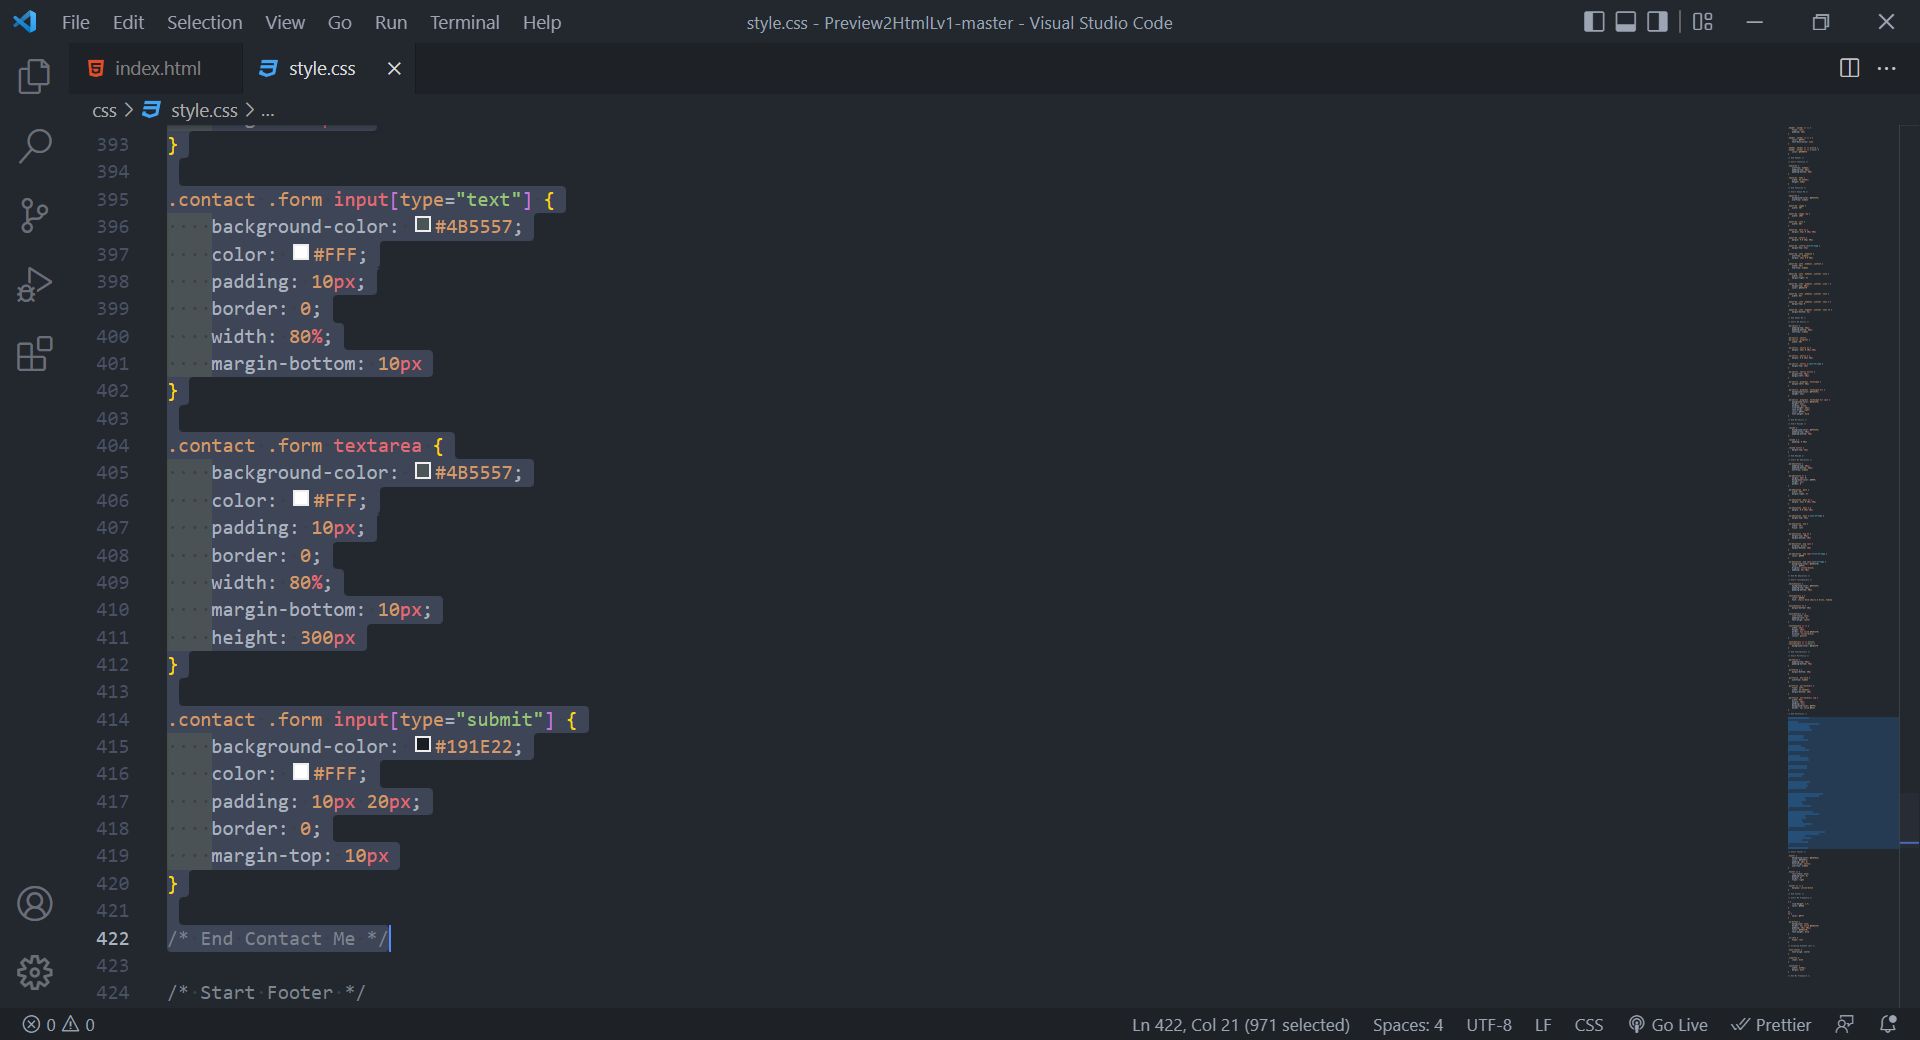 File Edit Selection View Go Run Terminal Help
style.css - Preview2HtmlLv1-master - Visual Studio Code
index.html
style.css
css > style.css > ...
393 }
394
395 .contact .form input[type="text"] {
396 background-color: #4B5557;
397 color: #FFF;
398 padding: 10px;
399 border: 0;
400 width: 80%;
401 margin-bottom: 10px
402 }
403
404 .contact .form textarea {
405 background-color: #4B5557;
406 color: #FFF;
407 padding: 10px;
408 border: 0;
409 width: 80%;
410 margin-bottom: 10px;
411 height: 300px
412 }
413
414 .contact .form input[type="submit"] {
415 background-color: #191E22;
416 color: #FFF;
417 padding: 10px 20px;
418 border: 0;
419 margin-top: 10px
420 }
421
422 /* End Contact Me */
423
424 /* Start Footer */
0 0
Ln 422, Col 21 (971 selected) Spaces: 4 UTF-8 LF CSS Go Live Prettier